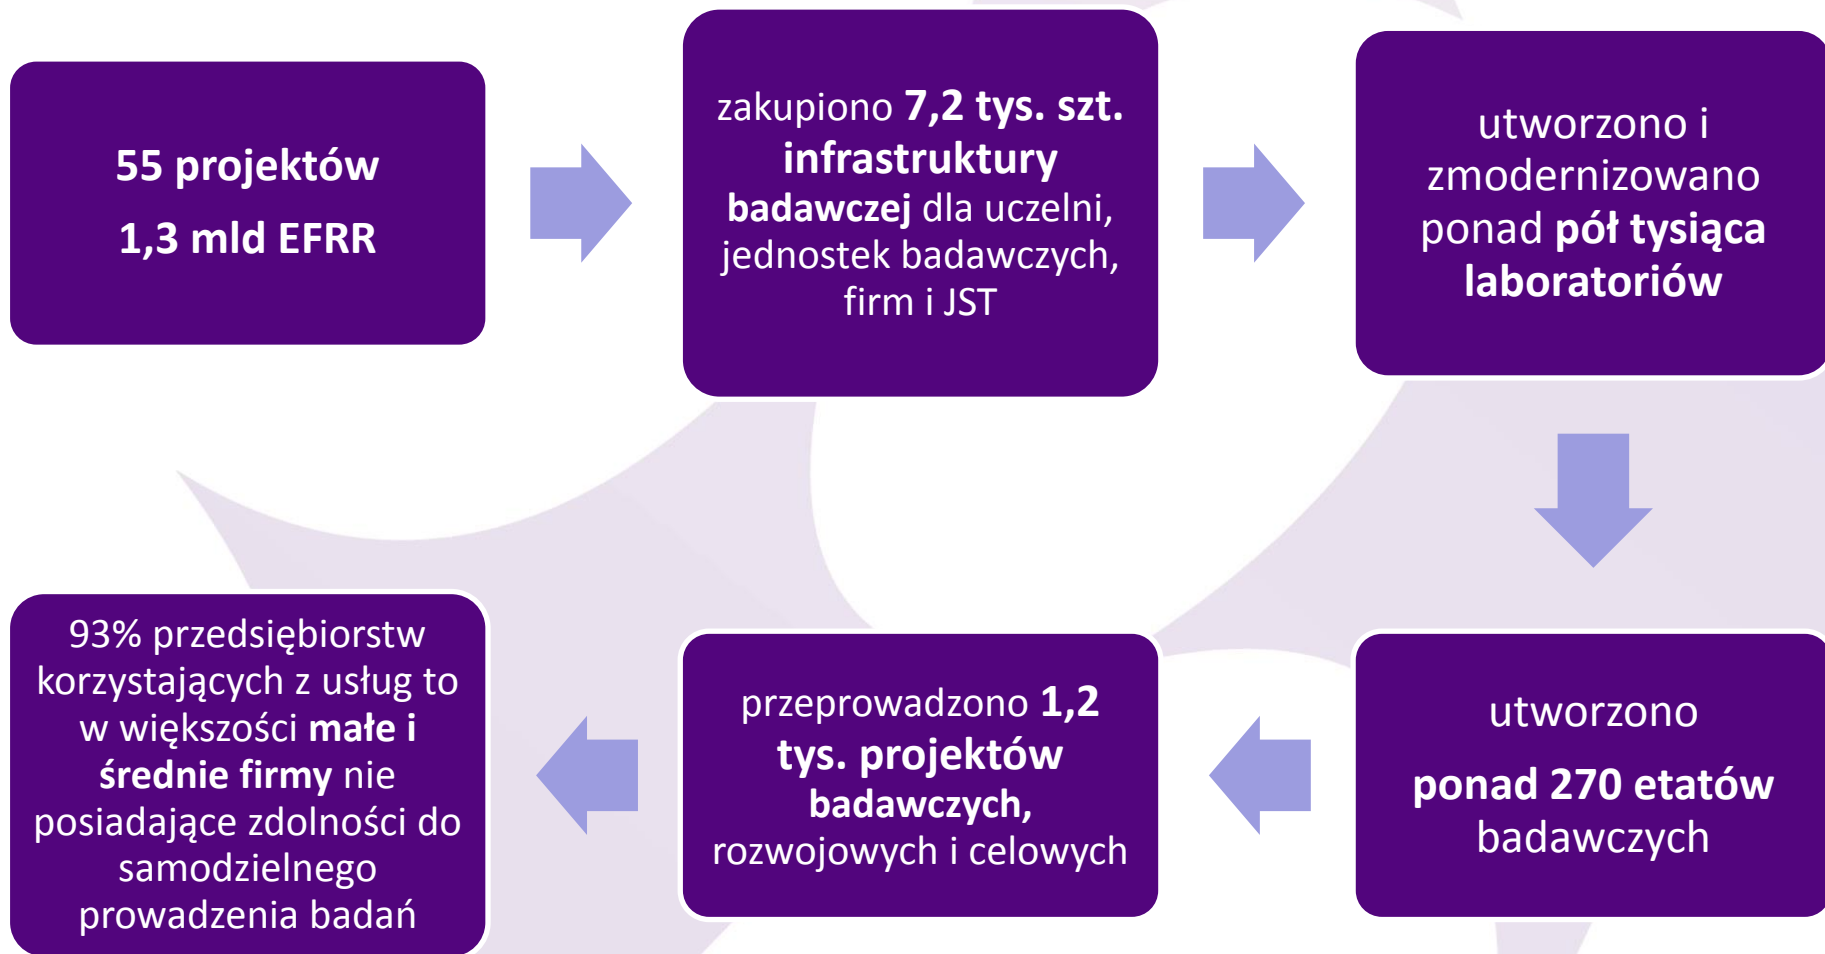 55 projektów
1,3 mld EFRR
zakupiono 7,2 tys. szt.
infrastruktury
badawczej dla uczelni,
jednostek badawczych,
firm i JST
utworzono i
zmodernizowano
ponad pół tysiąca
laboratoriów
utworzono
ponad 270 etatów
badawczych
przeprowadzono 1,2
tys. projektów
badawczych,
rozwojowych i celowych
93% przedsiębiorstw
korzystających z usług to
w większości małe i
średnie firmy nie
posiadające zdolności do
samodzielnego
prowadzenia badań